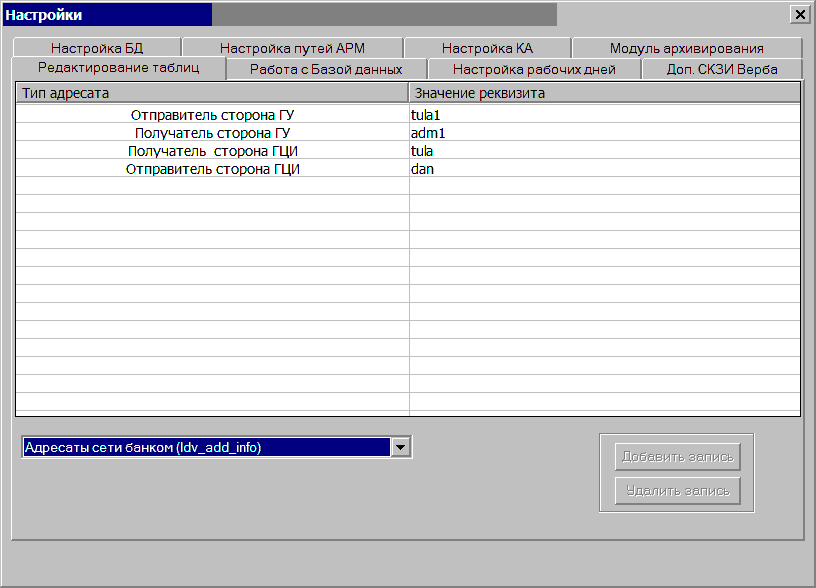 Настройки
Настройка БД
Настройка путей АРМ
Настройка КА
Модуль архивирования
Редактирование таблиц
Работа с Базой данных
Настройка рабочих дней
Доп. СКЗИ Верба
Тип адресата
Значение реквизита
Отправитель сторона ГУ
tula1
Получатель сторона ГУ
adm1
Получатель сторона ГЦИ
tula
Отправитель сторона ГЦИ
dan
Адресаты сети банком (ldv_add_info)
Добавить запись
Удалить запись